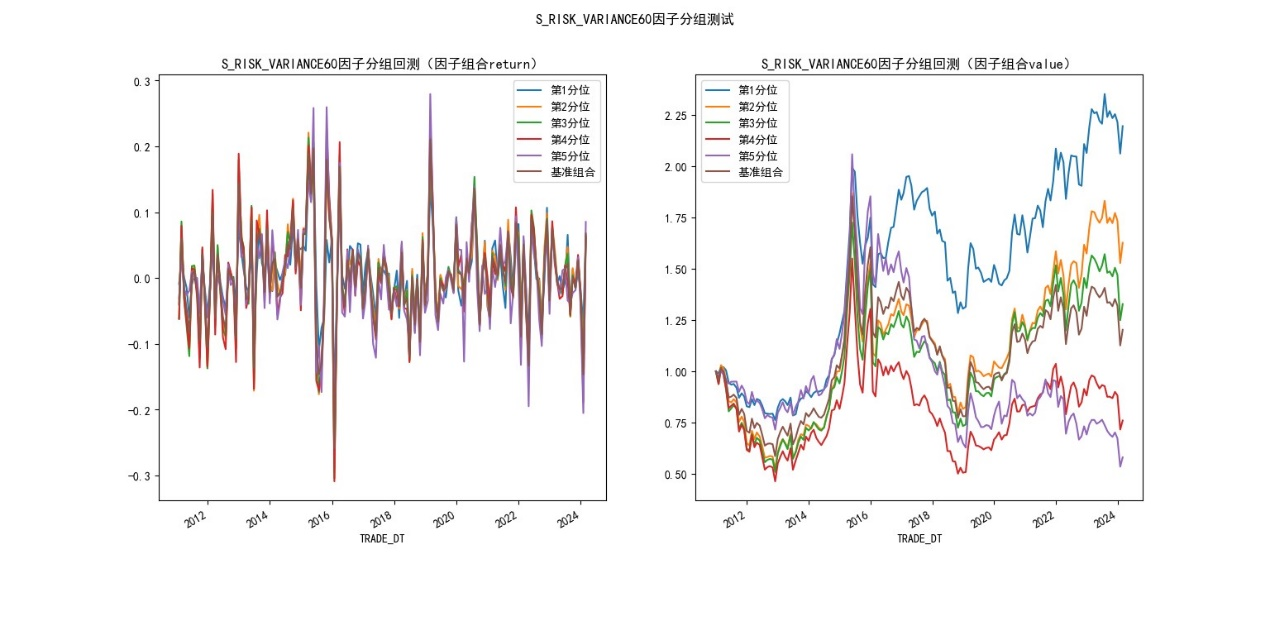 S_RISK_VARIANCE60因子分组测试
S_RISK_VARIANCE60因子分组回测（因子组合return）
0.3
0.2
0.1
0.0
-0.1
-0.2
-0.3
第1分位
第2分位
第3分位
第4分位
第5分位
基准组合
2012
2014
2016
2018
2020
2022
2024
TRADE_DT
S_RISK_VARIANCE60因子分组回测（因子组合value）
2.25
2.00
1.75
1.50
1.25
1.00
0.75
0.50
第1分位
第2分位
第3分位
第4分位
第5分位
基准组合
2012
2014
2016
2018
2020
2022
2024
TRADE_DT